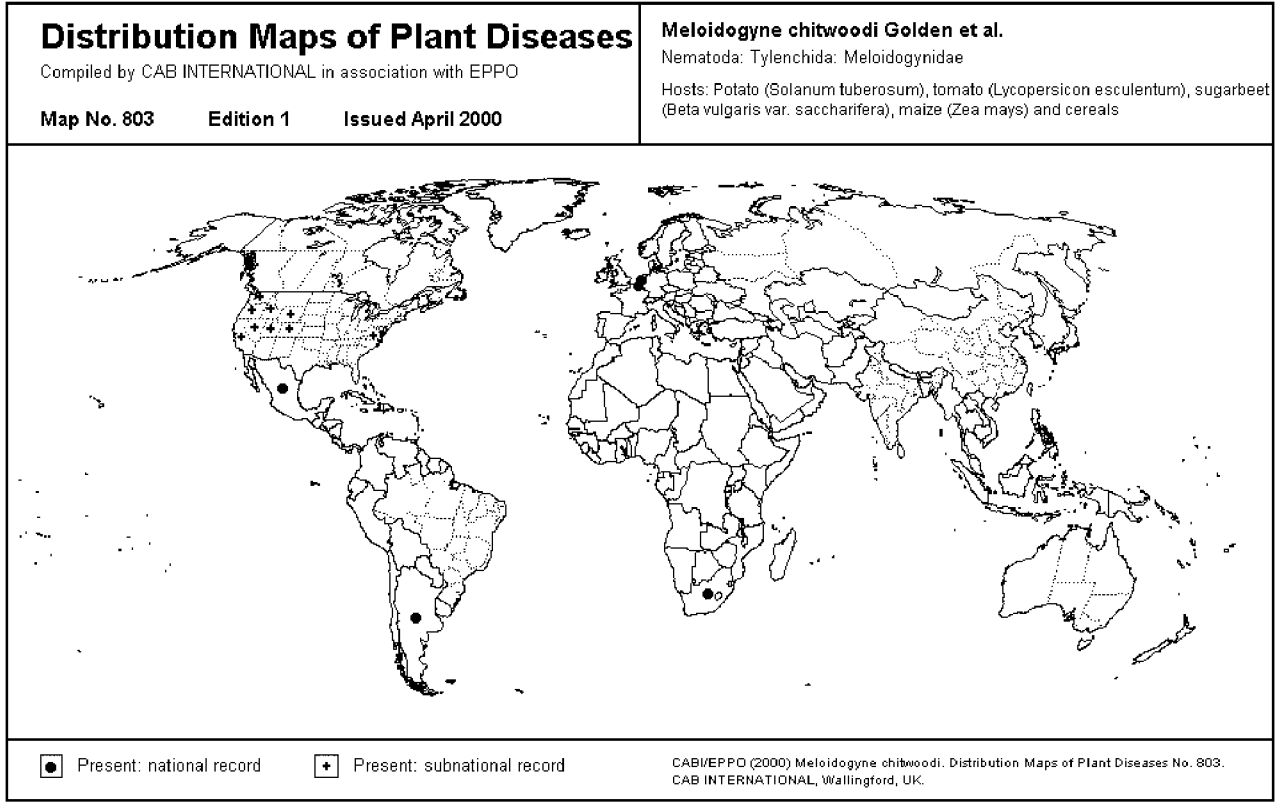 Distribution Maps of Plant Diseases
Compiled by CAB INTERNATIONAL in association with EPPO
Map No. 803 Edition 1 Issued April 2000
Meloidogyne chitwoodi Golden et al.
Nematoda: Tylenchida: Meloidogynidae
Hosts: Potato (Solanum tuberosum), tomato (Lycopersicon esculentum), sugarbeet
(Beta vulgaris var. saccharifera), maize (Zea mays) and cereals
Present: national record
Present: subnational record
CABI/EPPO (2000) Meloidogyne chitwoodi. Distribution Maps of Plant Diseases No. 803.
CAB INTERNATIONAL, Wallingford, UK.